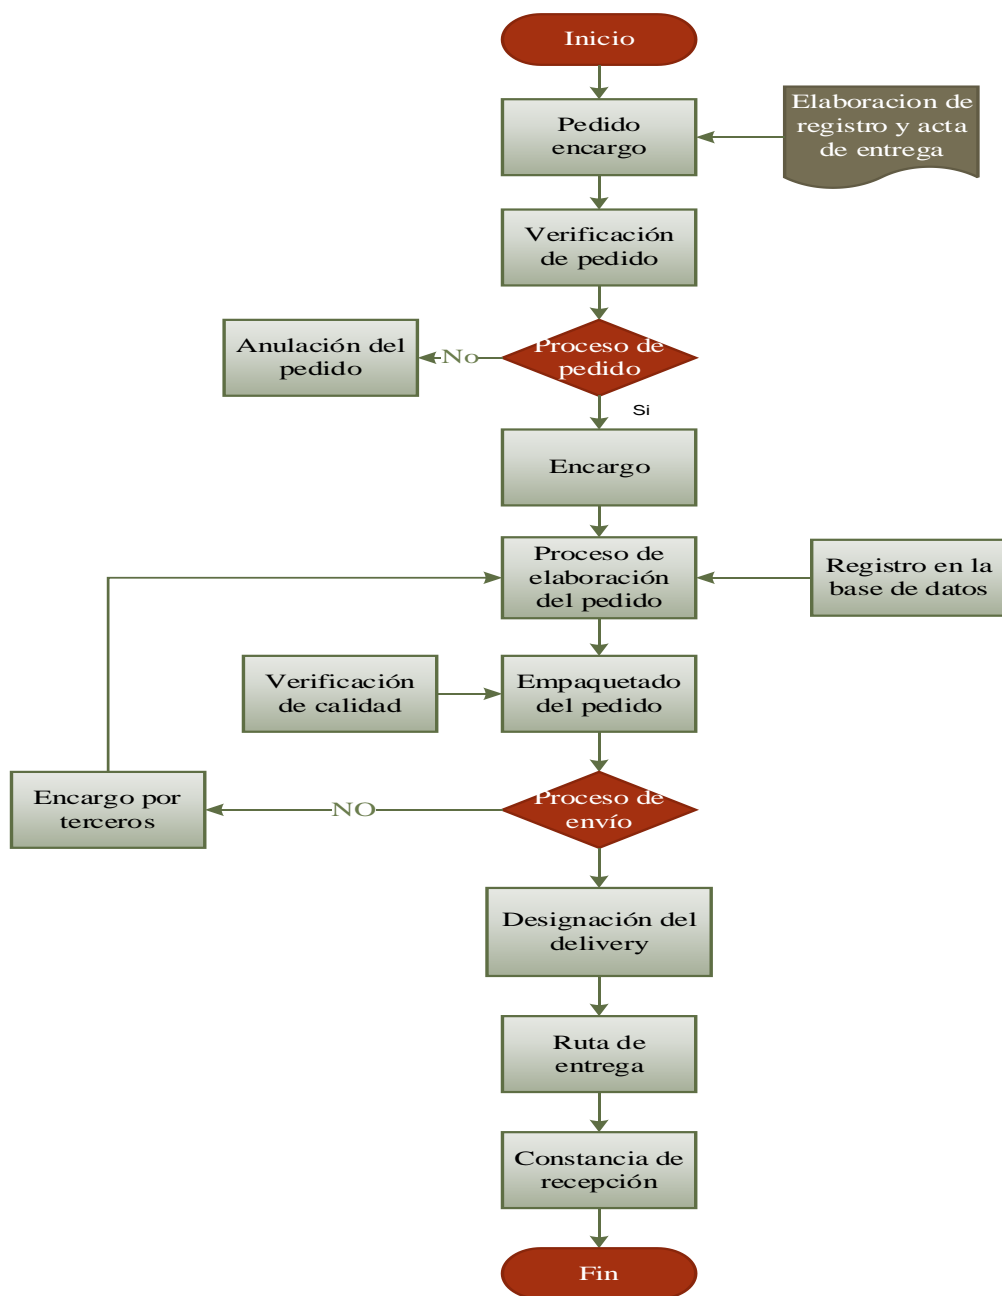 Inicio
Pedido
encargo
Elaboracion de
registro y acta
de entrega
Verificación
de pedido
Anulación del
pedido
No
Proceso de
pedido
Si
Encargo
Proceso de
elaboración
del pedido
Registro en la
base de datos
Verificación
de calidad
Empaquetado
del pedido
Encargo por
terceros
NO
Proceso de
envío
Designación del
delivery
Ruta de
entrega
Constancia de
recepción
Fin